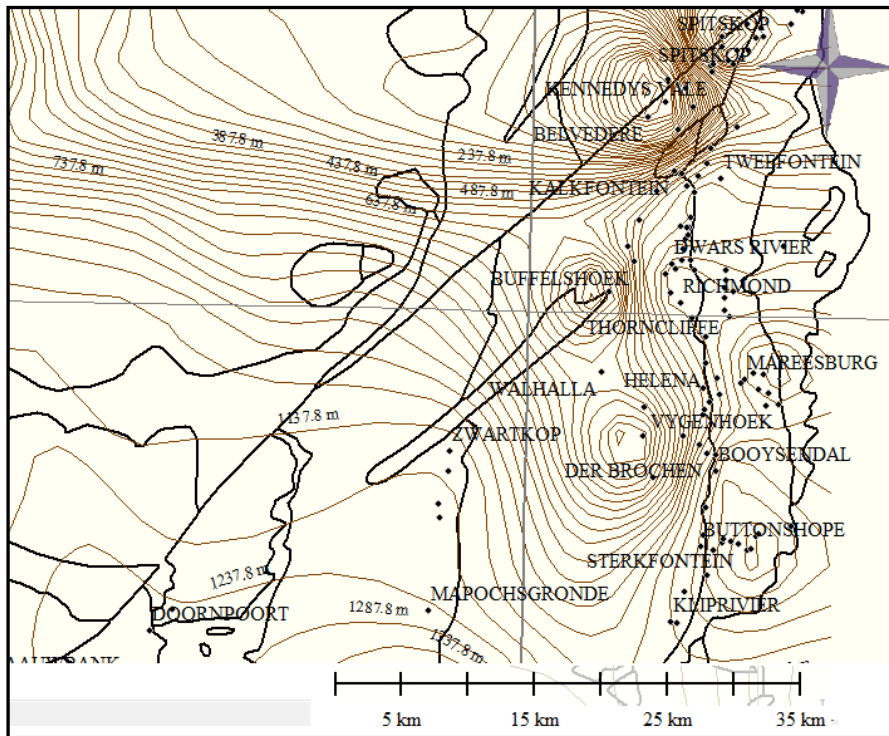 SPITSKOP
SPITSKOP
KENNEDYS VALE
BELVEDERE
387.8 m
437.8 m
237.8 m
737.8 m
487.8 m
637.8 m
TWEEFONTEIN
KALKFONTEIN
DWARS RIVIER
BUFFELSHOEK
RICHMOND
THORNCLIFFE
MAREESBURG
HELENA
WALHALLA
1137.8 m
VYGENHOEK
ZWARTKOP
BOOYSENDAL
DER BROCHEN
BUTTONSHOPE
STERKFONTEIN
1237.8 m
MAPOCHSGRONDE
1287.8 m
KLIPRIVIER
DOORNPOORT
1337.8 m
5 km 15 km 25 km 35 km